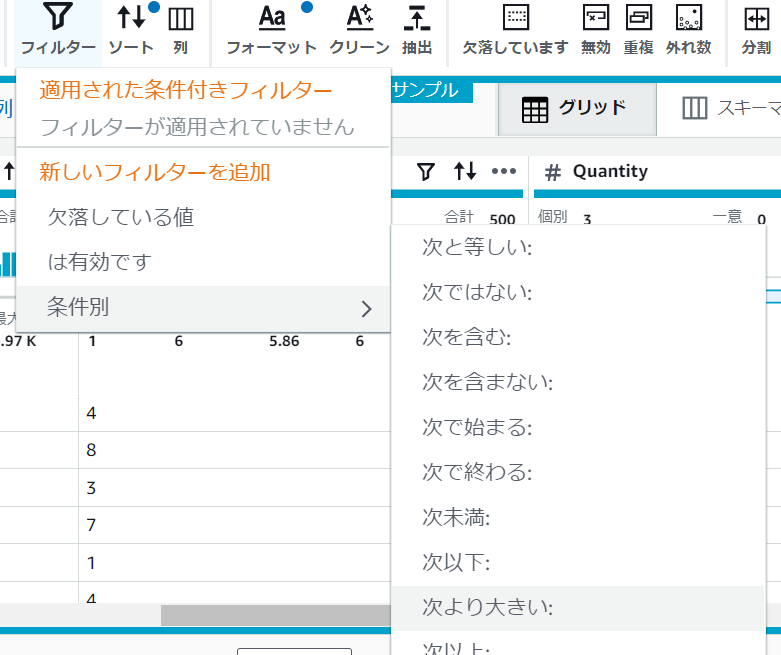 フィルター ソート 列 フォーマット クリーン 抽出 欠落しています 無効 重複 外れ数 分割
適用された条件付きフィルター
サンプル
列
グリッド
スキーマ
フィルターが適用されていません
新しいフィルターを追加
# Quantity
欠落している値
合計 500 個別 3 一意 0
は有効です
条件別
.97 K 1 6 5.86 6
4
8
3
7
1
4
次と等しい:
次ではない:
次を含む:
次を含まない:
次で始まる:
次で終わる:
次未満:
次以下:
次より大きい:
次以上: